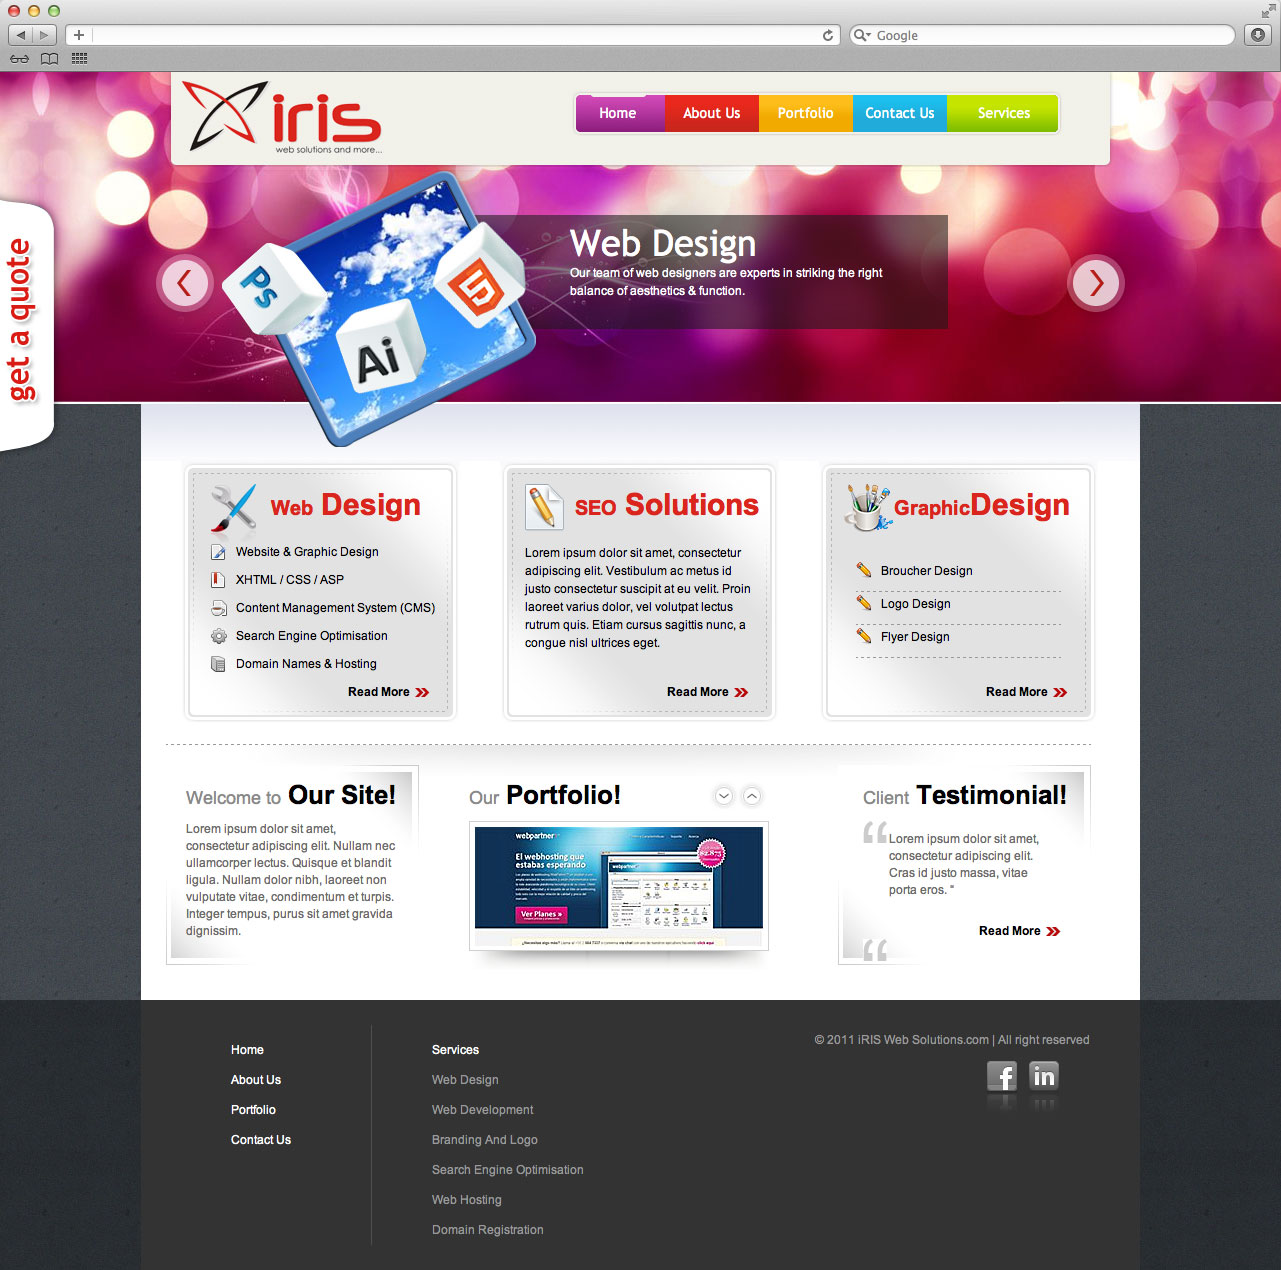 Google
iris
web solutions and more...
Home
About Us
Portfolio
Contact Us
Services
get a quote
Ps
Ai
5
Web Design
Our team of web designers are experts in striking the right
balance of aesthetics & function.
Web Design
Website & Graphic Design
XHTML / CSS / ASP
Content Management System (CMS)
Search Engine Optimisation
Domain Names & Hosting
Read More
SEO Solutions
Lorem ipsum dolor sit amet, consectetur
adipiscing elit. Vestibulum ac metus id
justo consectetur suscipit at eu velit. Proin
laoreet varius dolor, vel volutpat lectus
rutrum quis. Etiam cursus sagittis nunc, a
congue nisl ultrices eget.
Read More
GraphicDesign
Broucher Design
Logo Design
Flyer Design
Read More
Welcome to Our Site!
Lorem ipsum dolor sit amet,
consectetur adipiscing elit. Nullam nec
ullamcorper lectus. Quisque et blandit
ligula. Nullam dolor nibh, laoreet non
vulputate vitae, condimentum et turpis.
Integer tempus, purus sit amet gravida
dignissim.
Our Portfolio!
webpartner
El webhosting que
estabas esperando
Ver Planes »
Client Testimonial!
“ Lorem ipsum dolor sit amet,
consectetur adipiscing elit.
Cras id justo massa, vitae
porta eros. "
Read More
“
Home
About Us
Portfolio
Contact Us
Services
Web Design
Web Development
Branding And Logo
Search Engine Optimisation
Web Hosting
Domain Registration
© 2011 iRIS Web Solutions.com | All right reserved
f
in